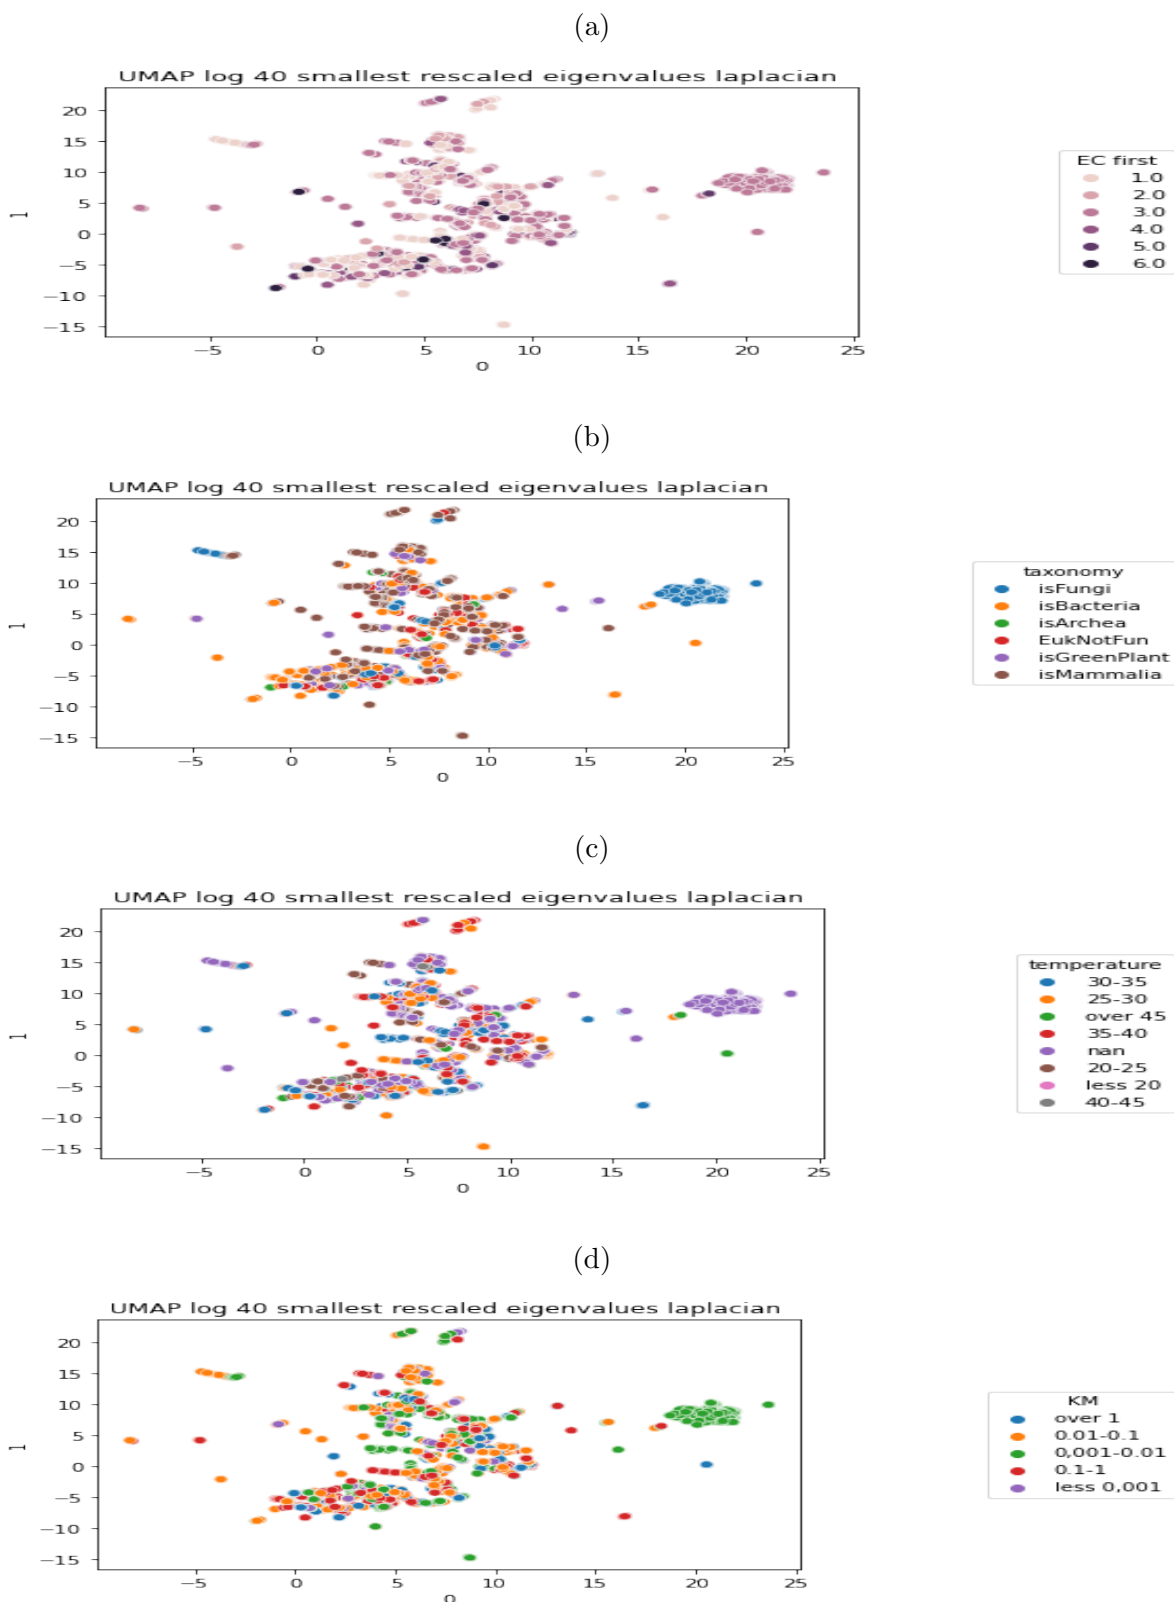 (a)
UMAP log 40 smallest rescaled eigenvalues laplacian
20
15
10
5
0
−5
−10
−15
1
−5 0 5 10 15 20 25
0
EC first
1.0
2.0
3.0
4.0
5.0
6.0
(b)
UMAP log 40 smallest rescaled eigenvalues laplacian
20
15
10
5
0
−5
−10
−15
1
−5 0 5 10 15 20 25
0
taxonomy
isFungi
isBacteria
isArchea
EukNotFun
isGreenPlant
isMammalia
(c)
UMAP log 40 smallest rescaled eigenvalues laplacian
20
15
10
5
0
−5
−10
−15
1
−5 0 5 10 15 20 25
0
temperature
30-35
25-30
over 45
35-40
nan
20-25
less 20
40-45
(d)
UMAP log 40 smallest rescaled eigenvalues laplacian
20
15
10
5
0
−5
−10
−15
1
−5 0 5 10 15 20 25
0
KM
over 1
0.01-0.1
0,001-0.01
0.1-1
less 0,001